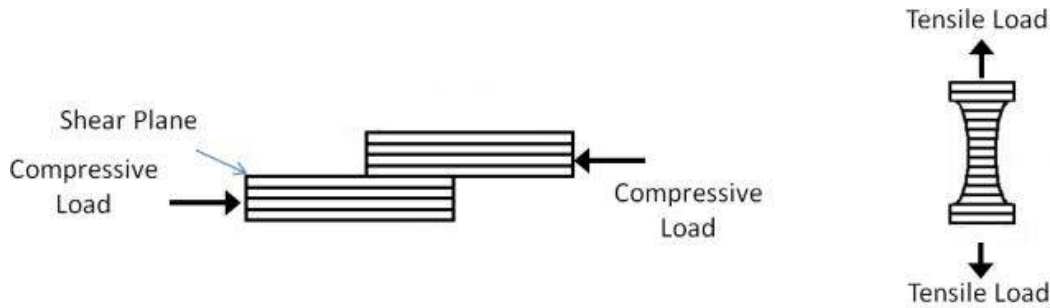 Shear Plane
Compressive
Load
Compressive
Load
Tensile Load
Tensile Load